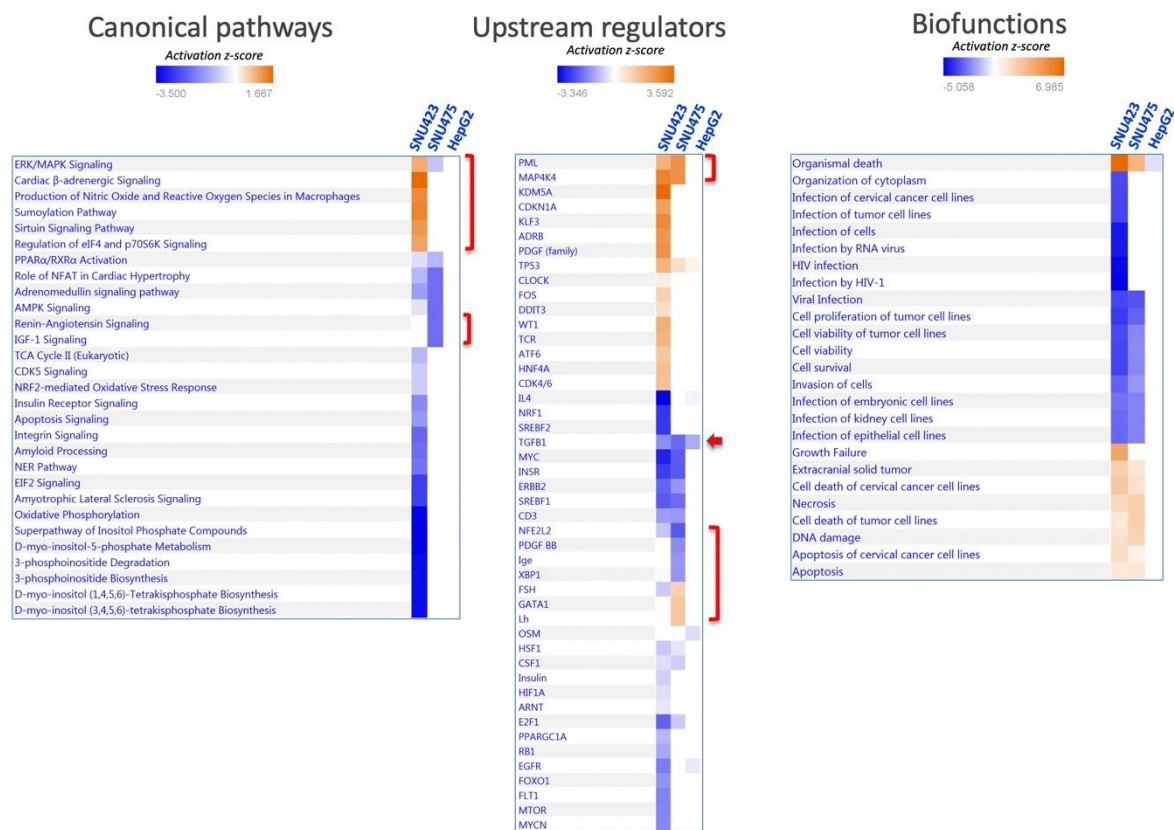 Canonical pathways
Activation z-score
-3.500 1.667
SNU423
SNU475
HepG2
ERK/MAPK Signaling
Cardiac β-adrenergic Signaling
Production of Nitric Oxide and Reactive Oxygen Species in Macrophages
Sumoylation Pathway
Sirtuin Signaling Pathway
Regulation of eIF4 and p70S6K Signaling
PPARα/RXRα Activation
Role of NFAT in Cardiac Hypertrophy
Adrenomedullin signaling pathway
AMPK Signaling
Renin-Angiotensin Signaling
IGF-1 Signaling
TCA Cycle II (Eukaryotic)
CDK5 Signaling
NRF2-mediated Oxidative Stress Response
Insulin Receptor Signaling
Apoptosis Signaling
Integrin Signaling
Amyloid Processing
NER Pathway
EIF2 Signaling
Amyotrophic Lateral Sclerosis Signaling
Oxidative Phosphorylation
Superpathway of Inositol Phosphate Compounds
D-myo-inositol-5-phosphate Metabolism
3-phosphoinositide Degradation
3-phosphoinositide Biosynthesis
D-myo-inositol (1,4,5,6)-Tetrakisphosphate Biosynthesis
D-myo-inositol (3,4,5,6)-tetrakisphosphate Biosynthesis
Upstream regulators
Activation z-score
-3.346 3.592
SNU423
SNU475
HepG2
PML
MAP4K4
KDM5A
CDKN1A
KLF3
ADRB
PDGF (family)
TP53
CLOCK
FOS
DDIT3
WT1
TCR
ATF6
HNF4A
CDK4/6
IL4
NRF1
SREBF2
TGFB1
MYC
INSR
ERBB2
SREBF1
CD3
NFE2L2
PDGF BB
Ige
XBP1
FSH
GATA1
Lh
OSM
HSF1
CSF1
Insulin
HIF1A
ARNT
E2F1
PPARGC1A
RB1
EGFR
FOXO1
FLT1
MTOR
MYCN
Biofunctions
Activation z-score
-5.058 6.985
SNU423
SNU475
HepG2
Organismal death
Organization of cytoplasm
Infection of cervical cancer cell lines
Infection of tumor cell lines
Infection of cells
Infection by RNA virus
HIV infection
Infection by HIV-1
Viral Infection
Cell proliferation of tumor cell lines
Cell viability of tumor cell lines
Cell viability
Cell survival
Invasion of cells
Infection of embryonic cell lines
Infection of kidney cell lines
Infection of epithelial cell lines
Growth Failure
Extracranial solid tumor
Cell death of cervical cancer cell lines
Necrosis
Cell death of tumor cell lines
DNA damage
Apoptosis of cervical cancer cell lines
Apoptosis